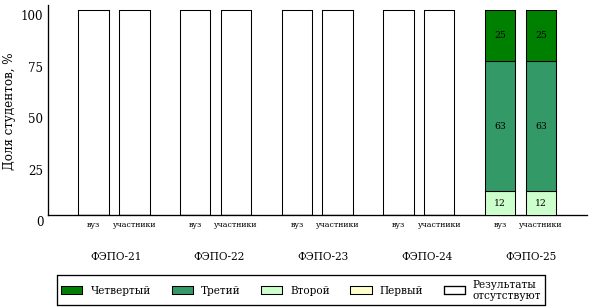 Доля студентов, %
100
75
50
25
0
25 25
63 63
12 12
вуз участники вуз участники вуз участники вуз участники вуз участники
ФЭПО-21 ФЭПО-22 ФЭПО-23 ФЭПО-24 ФЭПО-25
Четвертый Третий Второй Первый Результаты
отсутствуют